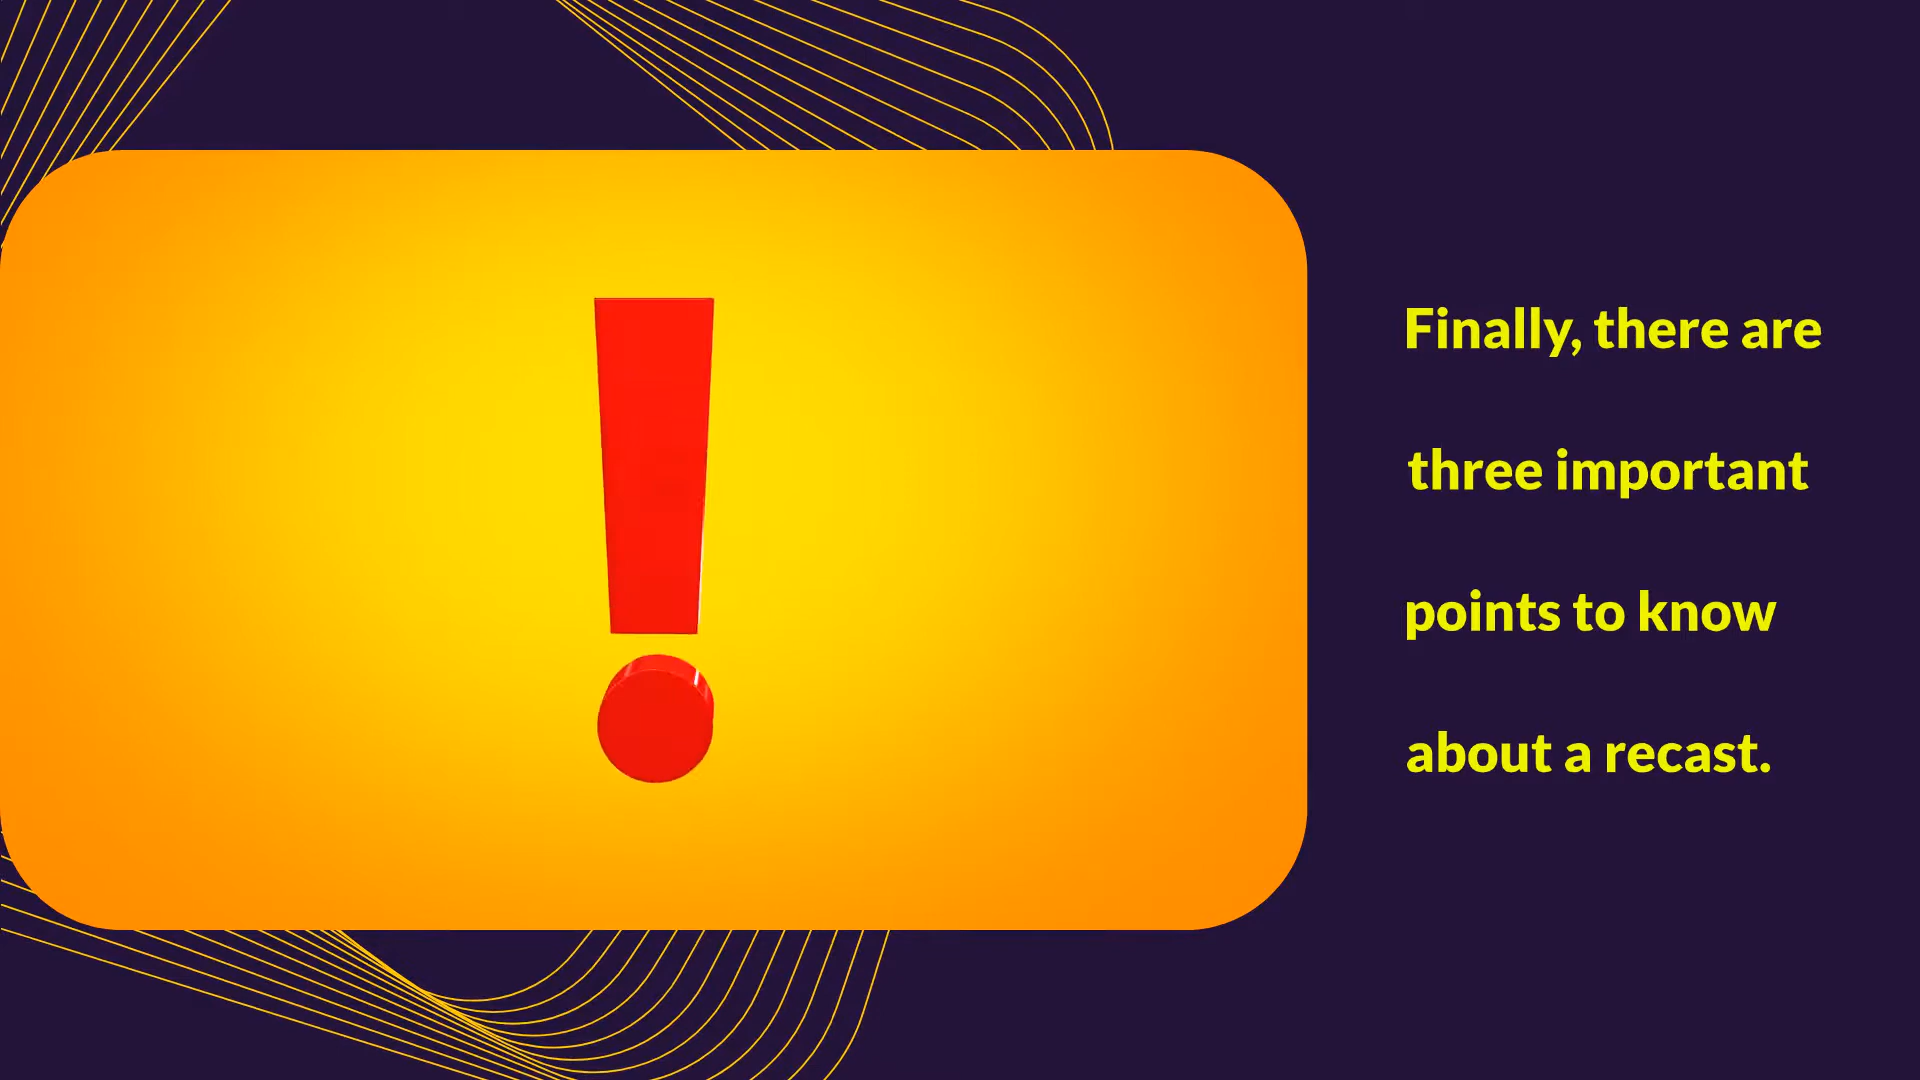 Finally, there are
three important
points to know
about a recast.